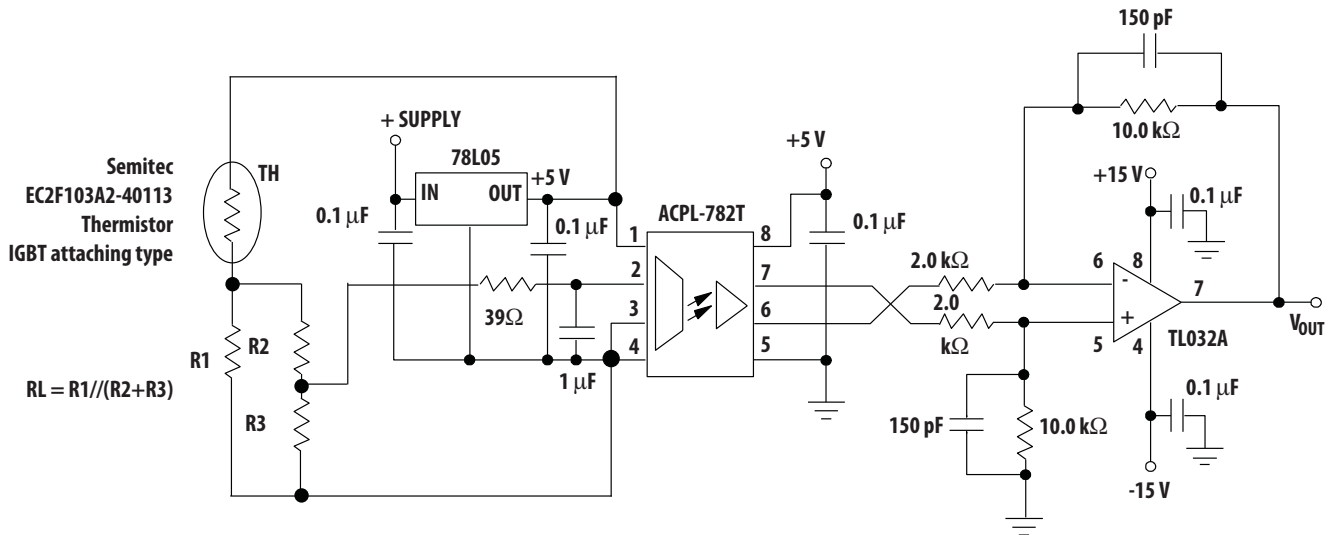 150 pF
10.0 kΩ
+ SUPPLY
78L05
IN
OUT
+5 V
Semitec
EC2F103A2-40113
Thermistor
IGBT attaching type
TH
0.1 μF
0.1 μF
+5 V
ACPL-782T
0.1 μF
+15 V
0.1 μF
1
2
3
4
8
7
6
5
39Ω
1 μF
2.0 kΩ
2.0
kΩ
6
8
-
+
5
4
7
TL032A
VOUT
R1
R2
R3
RL = R1//(R2+R3)
150 pF
10.0 kΩ
0.1 μF
-15 V